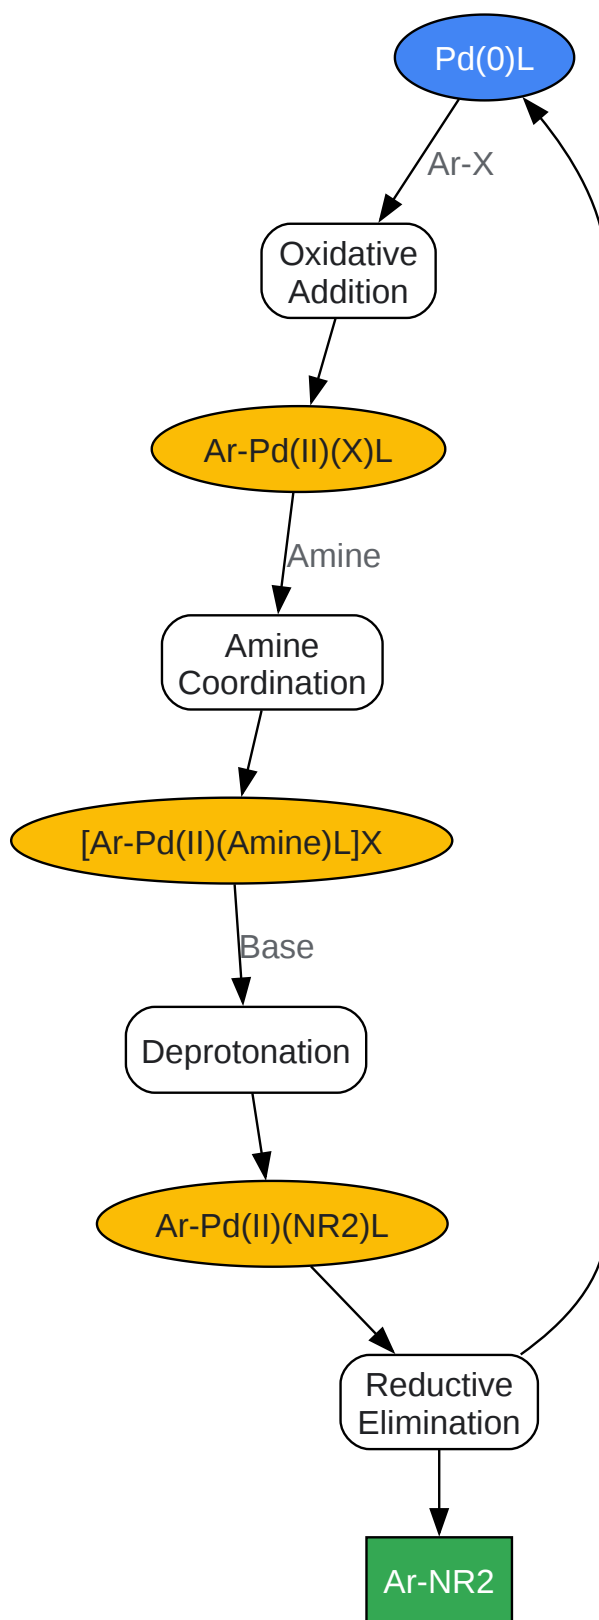 Pd(0)L
Ar-X
Oxidative
Addition
Ar-Pd(II)(X)L
Amine
Amine
Coordination
[Ar-Pd(II)(Amine)L]X
Base
Deprotonation
Ar-Pd(II)(NR2)L
Reductive
Elimination
Ar-NR2